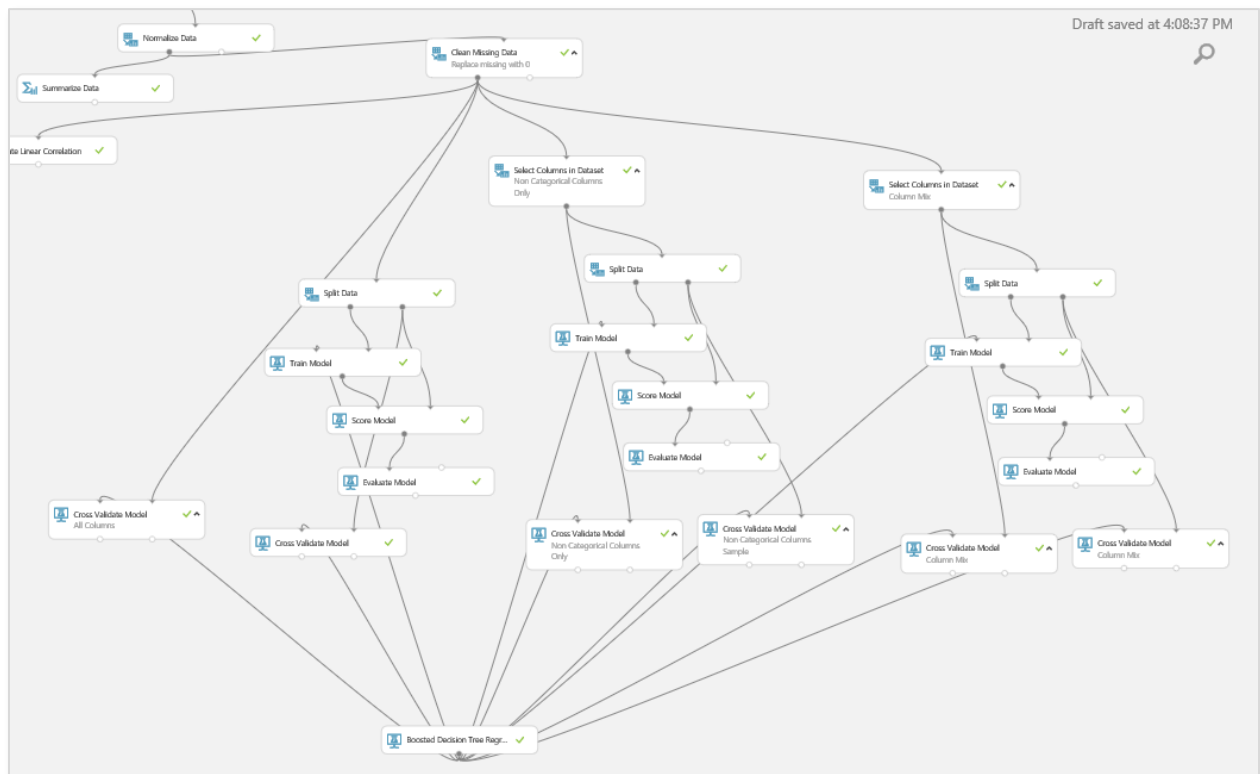 Draft saved at 4:08:37 PM
Normalize Data
Clean Missing Data
Replace missing with 0
Summarize Data
te Linear Correlation
Select Columns in Dataset
Non Categorical Columns
Only
Select Columns in Dataset
Column Mix
Split Data
Split Data
Split Data
Train Model
Train Model
Train Model
Score Model
Score Model
Score Model
Evaluate Model
Evaluate Model
Evaluate Model
Cross Validate Model
All Columns
Cross Validate Model
Cross Validate Model
Non Categorical Columns
Only
Cross Validate Model
Non Categorical Columns
Sample
Cross Validate Model
Column Mix
Cross Validate Model
Column Mix
Boosted Decision Tree Regr...